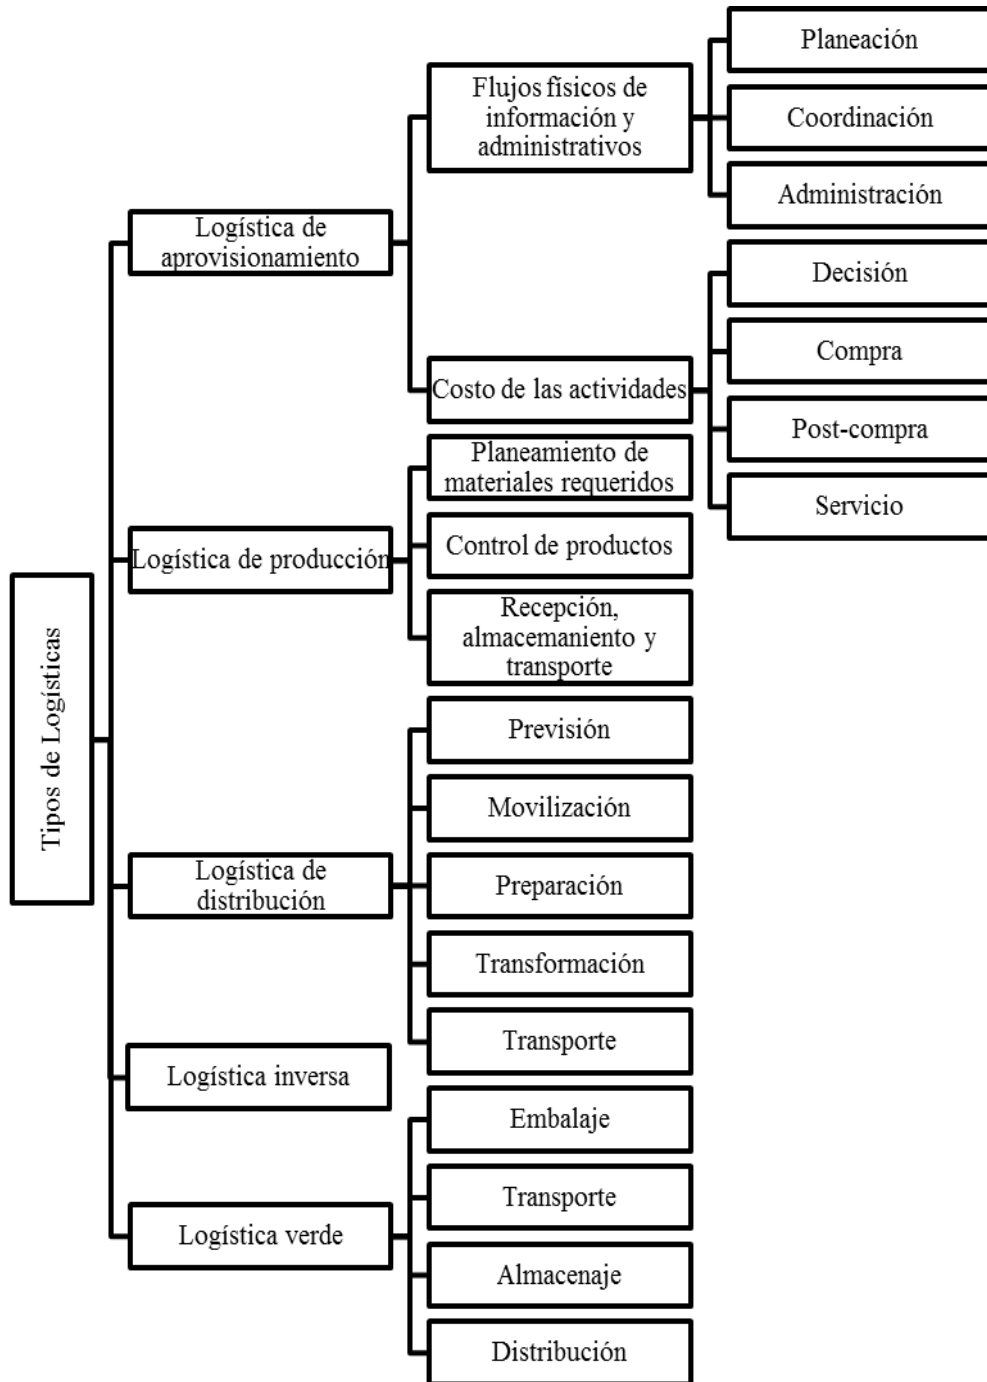 Tipos de Logísticas
Logística de
aprovisionamiento
Flujos físicos de
información y
administrativos
Planeación
Coordinación
Administración
Costo de las actividades
Decisión
Compra
Post-compra
Servicio
Logística de producción
Planeamiento de
materiales requeridos
Control de productos
Recepción,
almacemaniento y
transporte
Logística de
distribución
Previsión
Movilización
Preparación
Transformación
Transporte
Logística inversa
Logística verde
Embalaje
Transporte
Almacenaje
Distribución